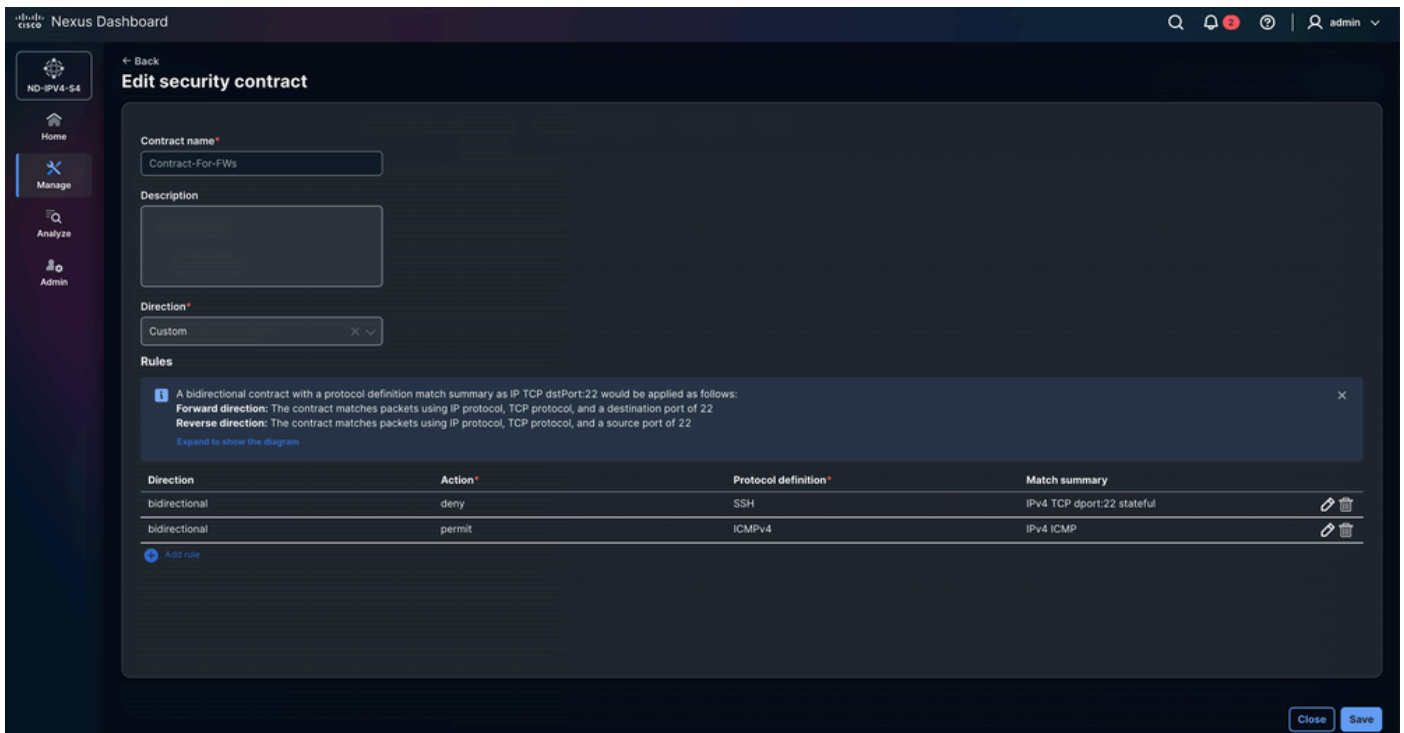 cisco Nexus Dashboard
2
admin
ND-IPV4-S4
Home
Manage
Analyze
Admin
← Back
Edit security contract
Contract name*
Contract-For-FWs
Description
Direction*
Custom
Rules
A bidirectional contract with a protocol definition match summary as IP TCP dstPort:22 would be applied as follows:
Forward direction: The contract matches packets using IP protocol, TCP protocol, and a destination port of 22
Reverse direction: The contract matches packets using IP protocol, TCP protocol, and a source port of 22
Expand to show the diagram
Direction Action* Protocol definition* Match summary
bidirectional deny SSH IPv4 TCP dport:22 stateful
bidirectional permit ICMPv4 IPv4 ICMP
Add rule
Close Save